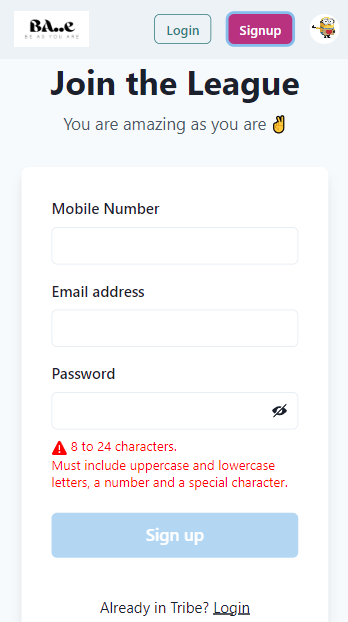 BA..E
BE AS YOU ARE
Login
Signup
Join the League
You are amazing as you are ✌
Mobile Number
Email address
Password
8 to 24 characters.
Must include uppercase and lowercase
letters, a number and a special character.
Sign up
Already in Tribe? Login